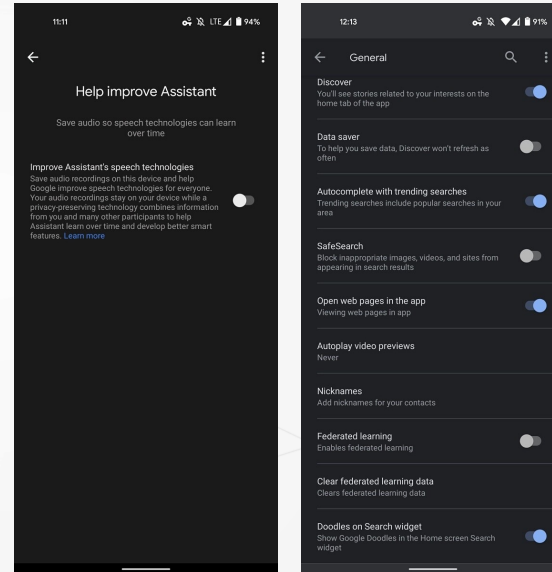 11:11
LTE
94%
Help improve Assistant
Save audio so speech technologies can learn
over time
Improve Assistant's speech technologies
Save audio recordings on this device and help
Google improve speech technologies for everyone.
Your audio recordings stay on your device while a
privacy-preserving technology combines information
from you and many other participants to help
Assistant learn over time and develop better smart
features. Learn more
12:13
91%
General
Discover
You'll see stories related to your interests on the
home tab of the app
Data saver
To help you save data, Discover won't refresh as
often
Autocomplete with trending searches
Trending searches include popular searches in your
area
SafeSearch
Block inappropriate images, videos, and sites from
appearing in search results
Open web pages in the app
Viewing web pages in app
Autoplay video previews
Never
Nicknames
Add nicknames for your contacts
Federated learning
Enables federated learning
Clear federated learning data
Clears federated learning data
Doodles on Search widget
Show Google Doodles in the Home screen Search
widget